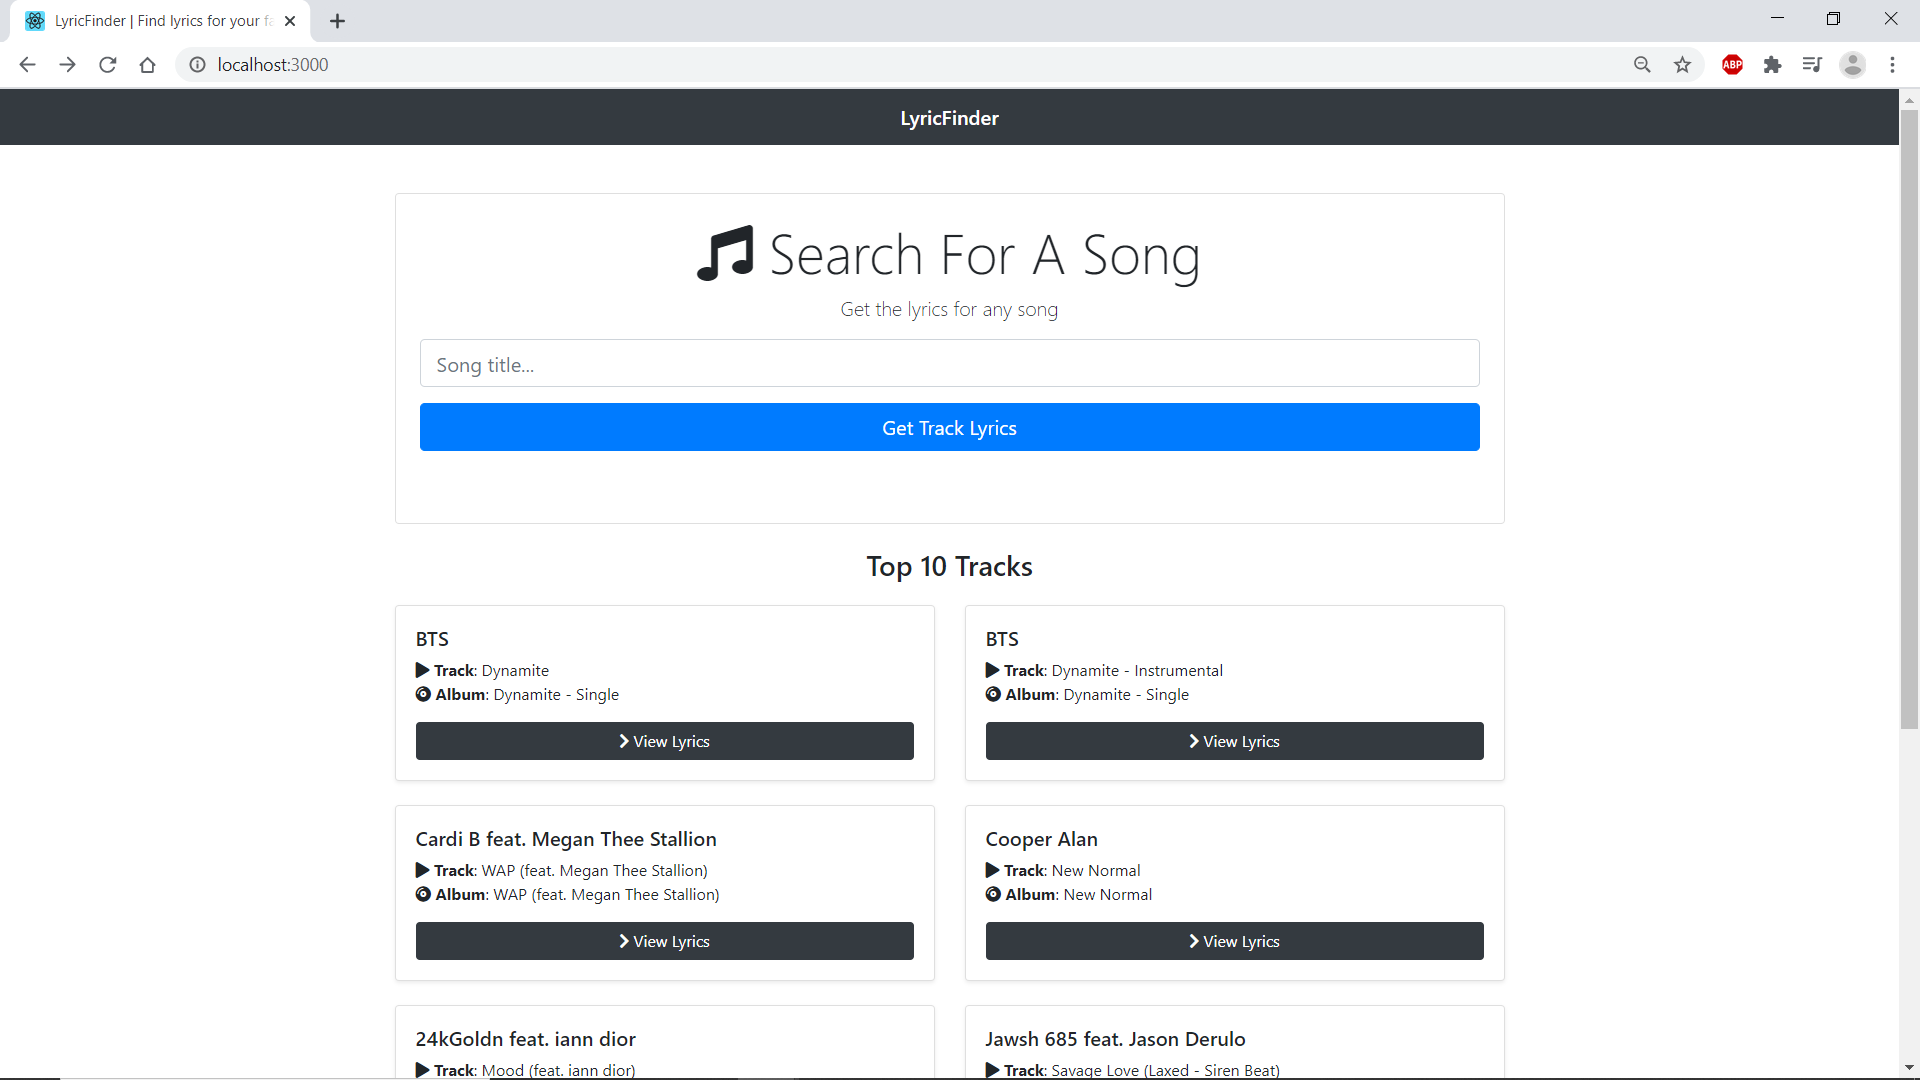 LyricFinder | Find lyrics for your fa
localhost:3000
ABP
LyricFinder
Search For A Song
Get the lyrics for any song
Song title...
Get Track Lyrics
Top 10 Tracks
BTS
Track: Dynamite
Album: Dynamite - Single
View Lyrics
BTS
Track: Dynamite - Instrumental
Album: Dynamite - Single
View Lyrics
Cardi B feat. Megan Thee Stallion
Track: WAP (feat. Megan Thee Stallion)
Album: WAP (feat. Megan Thee Stallion)
View Lyrics
Cooper Alan
Track: New Normal
Album: New Normal
View Lyrics
24kGoldn feat. iann dior
Track: Mood (feat. iann dior)
Jawsh 685 feat. Jason Derulo
Track: Savage Love (Laxed - Siren Beat)